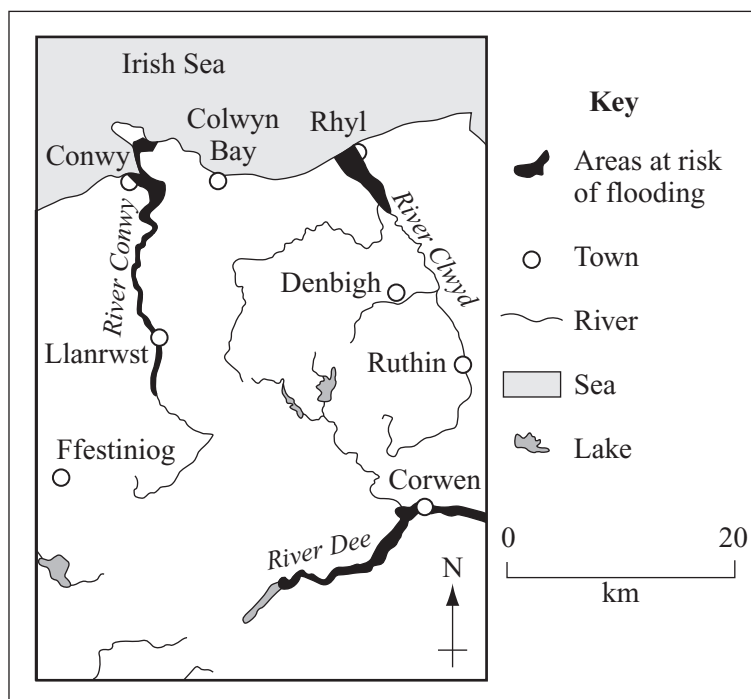 Irish Sea
Colwyn
Bay
Rhyl
Conwy
River Conwy
River Clwyd
Denbigh
Llanrwst
Ruthin
Ffestiniog
Corwen
River Dee
N
Key
Areas at risk
of flooding
Town
River
Sea
Lake
0 20
km